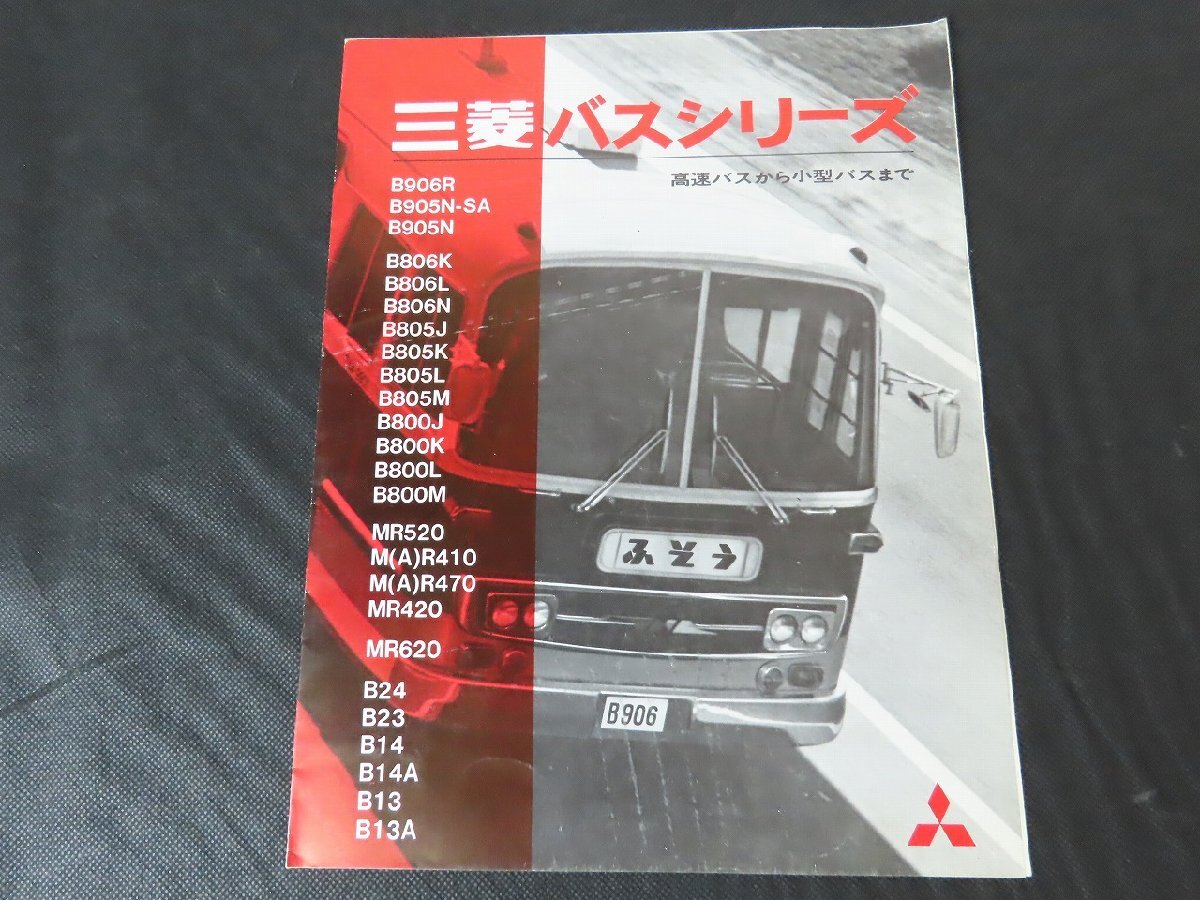 三菱バスシリーズ
高速バスから小型バスまで
B906R
B905N-SA
B905N
B806K
B806L
B806N
B805J
B805K
B805L
B805M
B800J
B800K
B800L
B800M
MR520
M(A)R410
M(A)R470
MR420
MR620
B24
B23
B14
B14A
B13
B13A
ふそう
B906